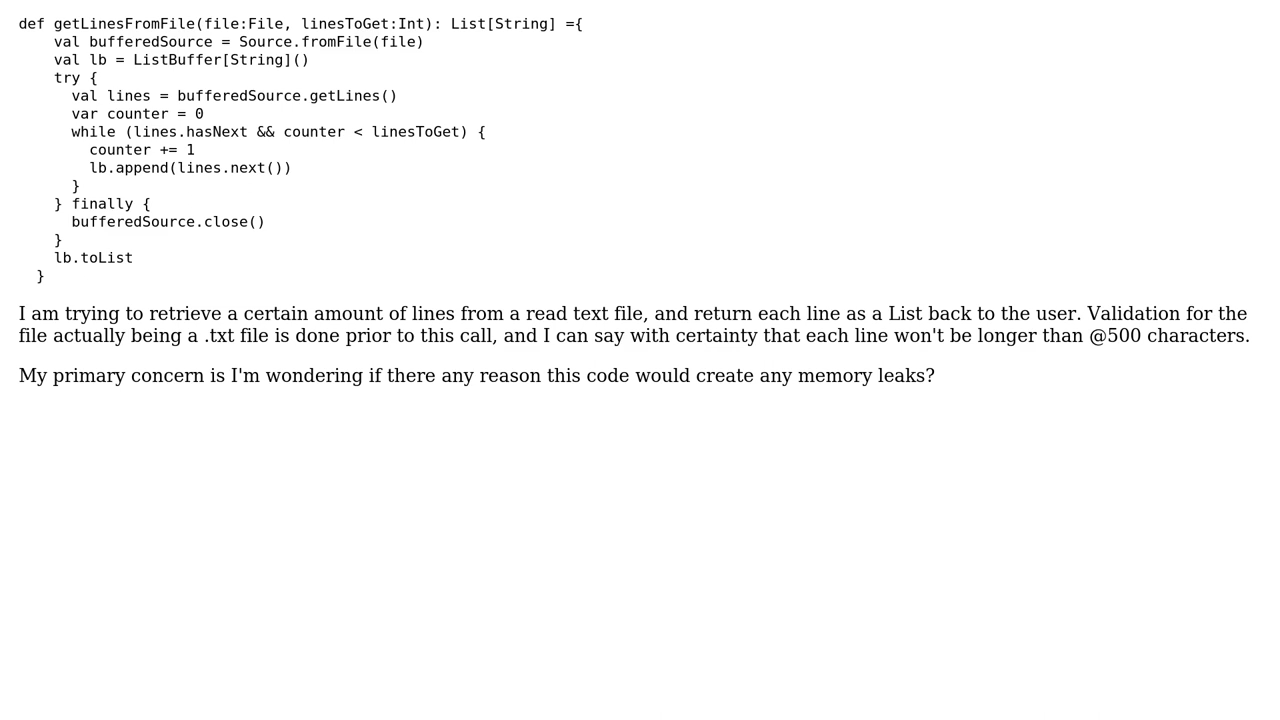 def getLinesFromFile(file:File, linesToGet:Int): List[String] ={
    val bufferedSource = Source.fromFile(file)
    val lb = ListBuffer[String]()
    try {
      val lines = bufferedSource.getLines()
      var counter = 0
      while (lines.hasNext && counter < linesToGet) {
        counter += 1
        lb.append(lines.next())
      }
    } finally {
      bufferedSource.close()
    }
    lb.toList
  }
I am trying to retrieve a certain amount of lines from a read text file, and return each line as a List back to the user. Validation for the
file actually being a .txt file is done prior to this call, and I can say with certainty that each line won't be longer than @500 characters.
My primary concern is I'm wondering if there any reason this code would create any memory leaks?